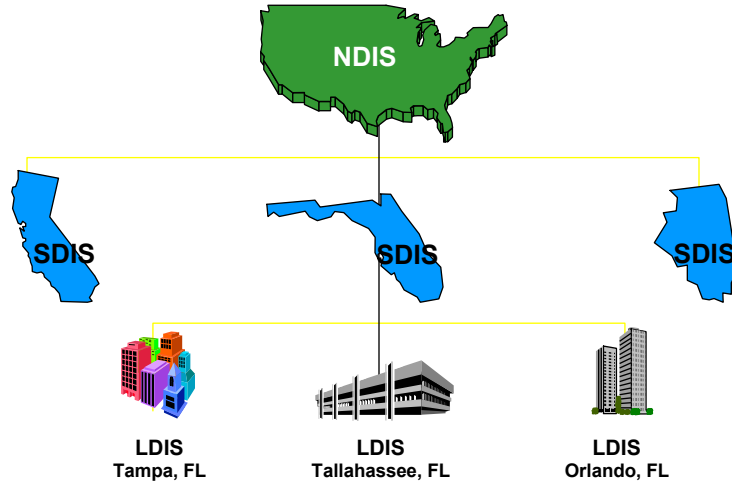 NDIS
SDIS
SDIS
SDIS
LDIS
Tampa, FL
LDIS
Tallahassee, FL
LDIS
Orlando, FL